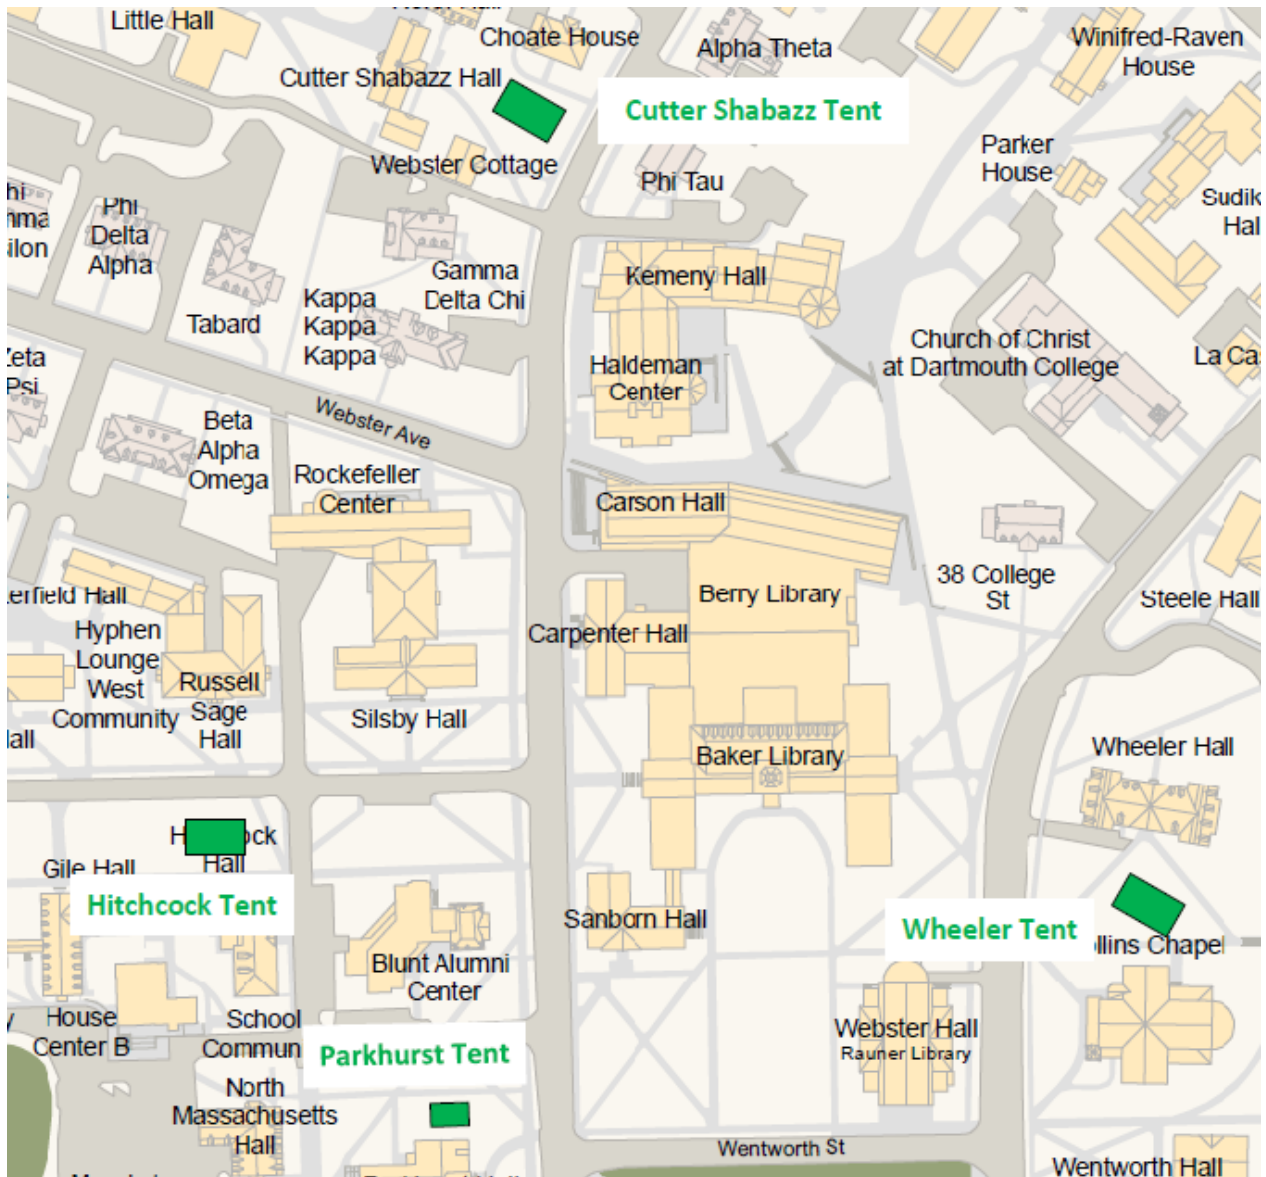 Little Hall
Choate House
Alpha Theta
Winifred-Raven
House
Cutter Shabazz Hall
Cutter Shabazz Tent
Webster Cottage
Phi Tau
Parker
House
Phi
Delta
Alpha
Gamma
Delta Chi
Kemeny Hall
Tabard
Kappa
Kappa
Kappa
Haldeman
Center
Church of Christ
at Dartmouth College
Psi
Webster Ave
Beta
Alpha
Omega
Rockefeller
Center
Carson Hall
38 College
St
Steele Hall
Berry Library
Hall
Hyphen
Lounge
West
Community
Carpenter Hall
Russell
Sage
Hall
Silsby Hall
Baker Library
Wheeler Hall
Hall
Gile Hall
Hitchcock Tent
Sanborn Hall
Wheeler Tent
Chapel
Blunt Alumni
Center
House
Center B
School
Webster Hall
Rauner Library
Parkhurst Tent
North
Massachusetts
Hall
Wentworth St
Wentworth Hall